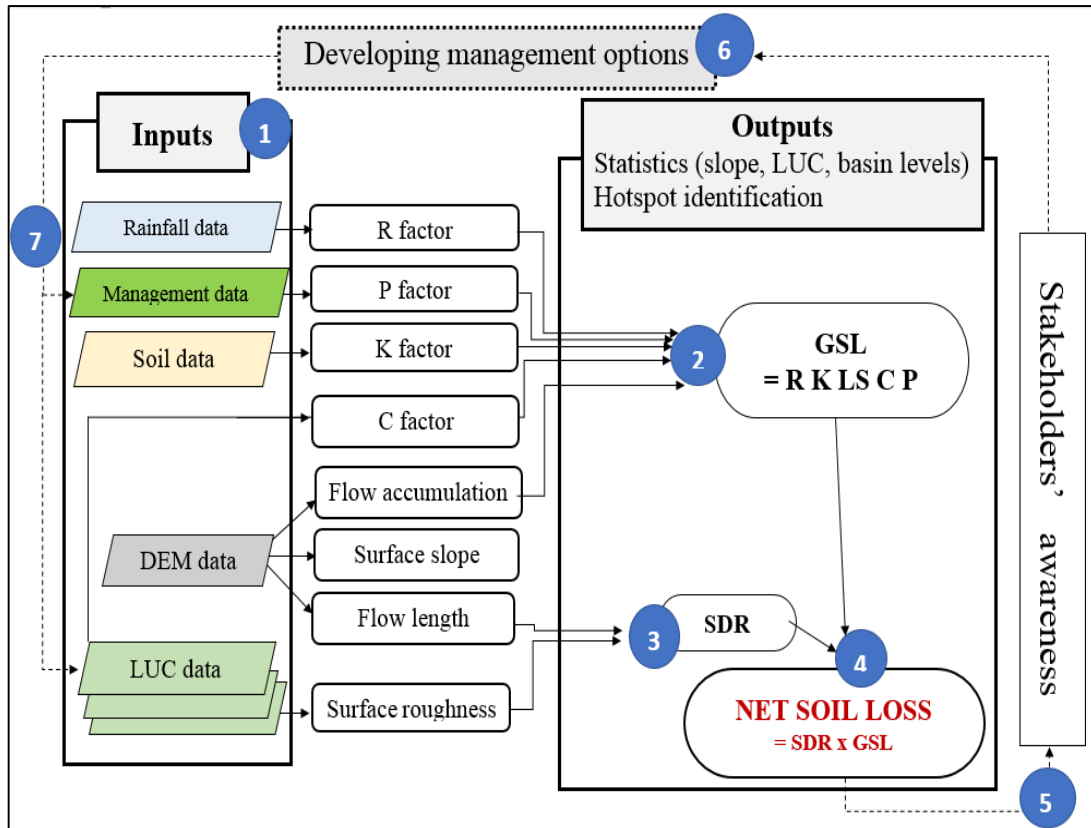 Developing management options
6
Inputs
1
Outputs
Statistics (slope, LUC, basin levels)
Hotspot identification
7
Rainfall data
R factor
Management data
P factor
Soil data
K factor
C factor
2
GSL
= R K LS C P
Flow accumulation
DEM data
Surface slope
Flow length
3
SDR
4
LUC data
Surface roughness
NET SOIL LOSS
= SDR x GSL
Stakeholders’ awareness
5